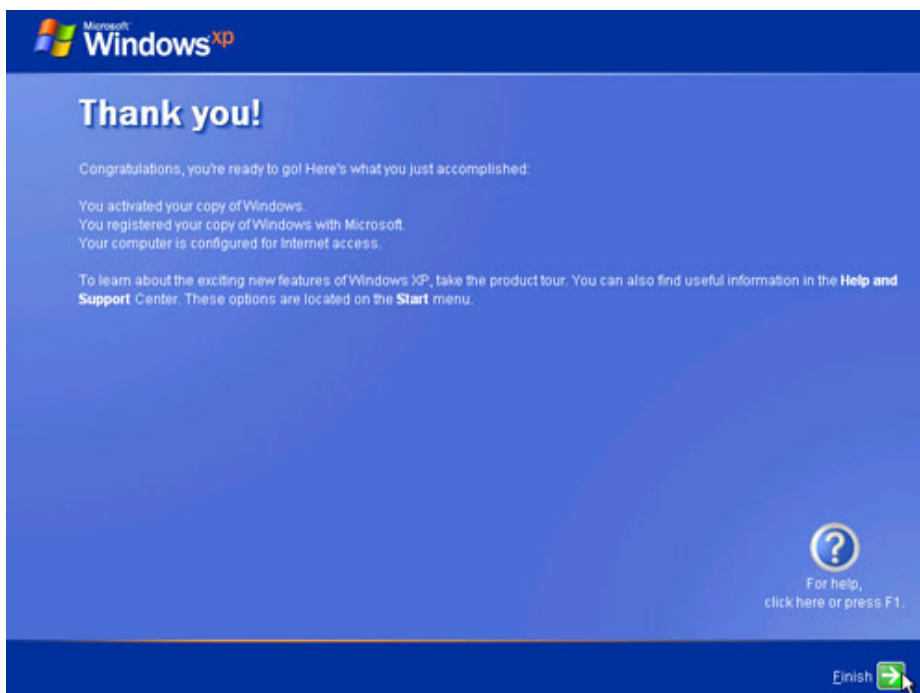 Microsoft
Windows xp
Thank you!
Congratulations, you're ready to go! Here's what you just accomplished:
You activated your copy of Windows.
You registered your copy of Windows with Microsoft.
Your computer is configured for Internet access.
To learn about the exciting new features of Windows XP, take the product tour. You can also find useful information in the Help and
Support Center. These options are located on the Start menu.
For help,
click here or press F1.
Finish